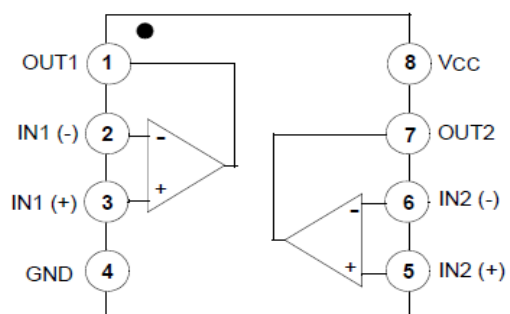 OUT1 1
IN1 (-) 2 -
IN1 (+) 3 +
GND 4
8 VCC
7 OUT2
- 6 IN2 (-)
+ 5 IN2 (+)